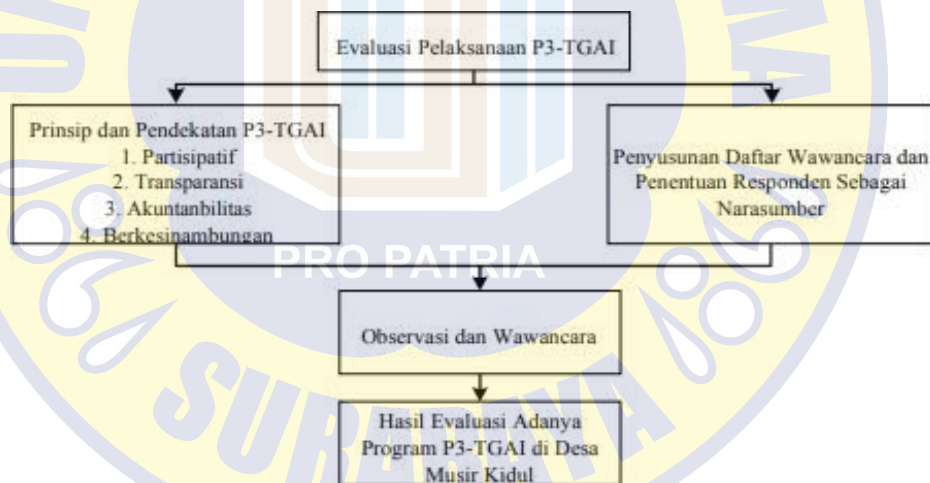 Evaluasi Pelaksanaan P3-TGAI
Prinsip dan Pendekatan P3-TGAI
1. Partisipatif
2. Transparansi
3. Akuntanbilitas
4. Berkesinambungan
Penyusunan Daftar Wawancara dan
Penentuan Responden Sebagai
Narasumber
PRO PATRIA
Observasi dan Wawancara
Hasil Evaluasi Adanya
Program P3-TGAI di Desa
Musir Kidul
SURABAYA